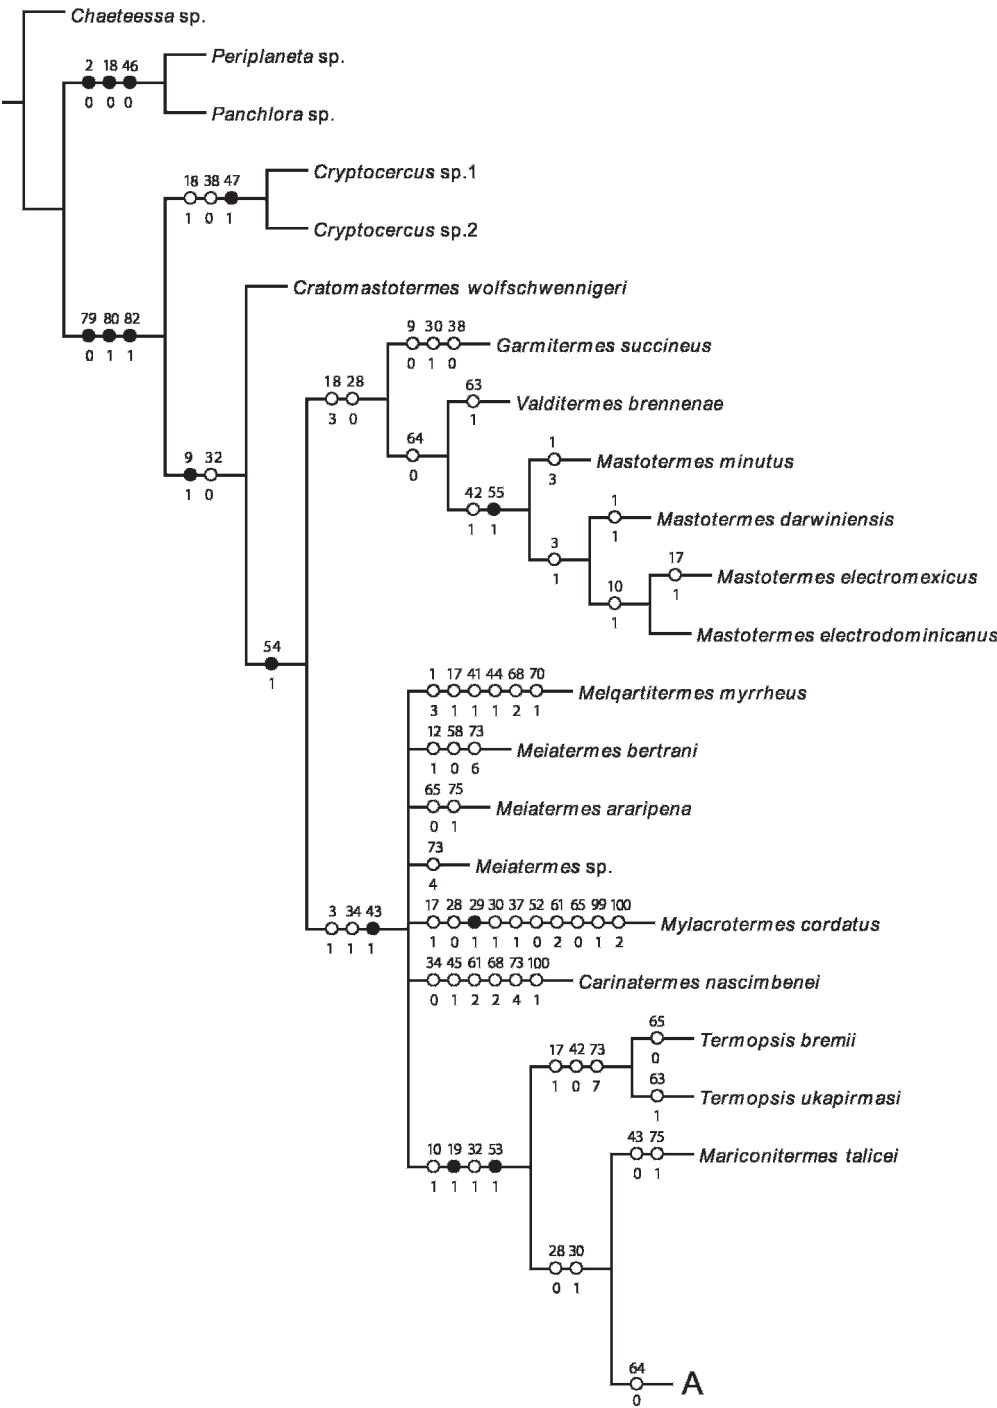 Chaeteessa sp.
Periplaneta sp.
2 18 46
0 0 0
Panchlora sp.
Cryptocercus sp.1
18 38 47
1 0 1
Cryptocercus sp.2
Cratomastotermes wolfschwennigeri
79 80 82
0 1 1
9 30 38
Garmitermes succineus
0 1 0
18 28
3 0
63
Valditermes brennenae
1
64
0
1
Mastotermes minutus
3
9 32
1 0
42 55
1 1
1
Mastotermes darwiniensis
1
3
1
17
Mastotermes electromexicus
1
10
1
Mastotermes electrodominicanus
54
1
1 17 41 44 68 70
Melqartitermes myrrheus
3 1 1 1 2 1
12 58 73
Meiatermes bertrani
1 0 6
65 75
Meiatermes araripena
0 1
73
Meiatermes sp.
4
3 34 43
1 1 1
17 28 29 30 37 52 61 65 99 100
Mylacrotermes cordatus
1 0 1 1 1 0 2 0 1 2
34 45 61 68 73 100
Carinatermes nascimbenei
0 1 2 2 4 1
65
Termopsis bremii
0
17 42 73
1 0 7
63
Termopsis ukapirmasi
1
43 75
Mariconitermes talicei
0 1
10 19 32 53
1 1 1 1
28 30
0 1
64
A
0